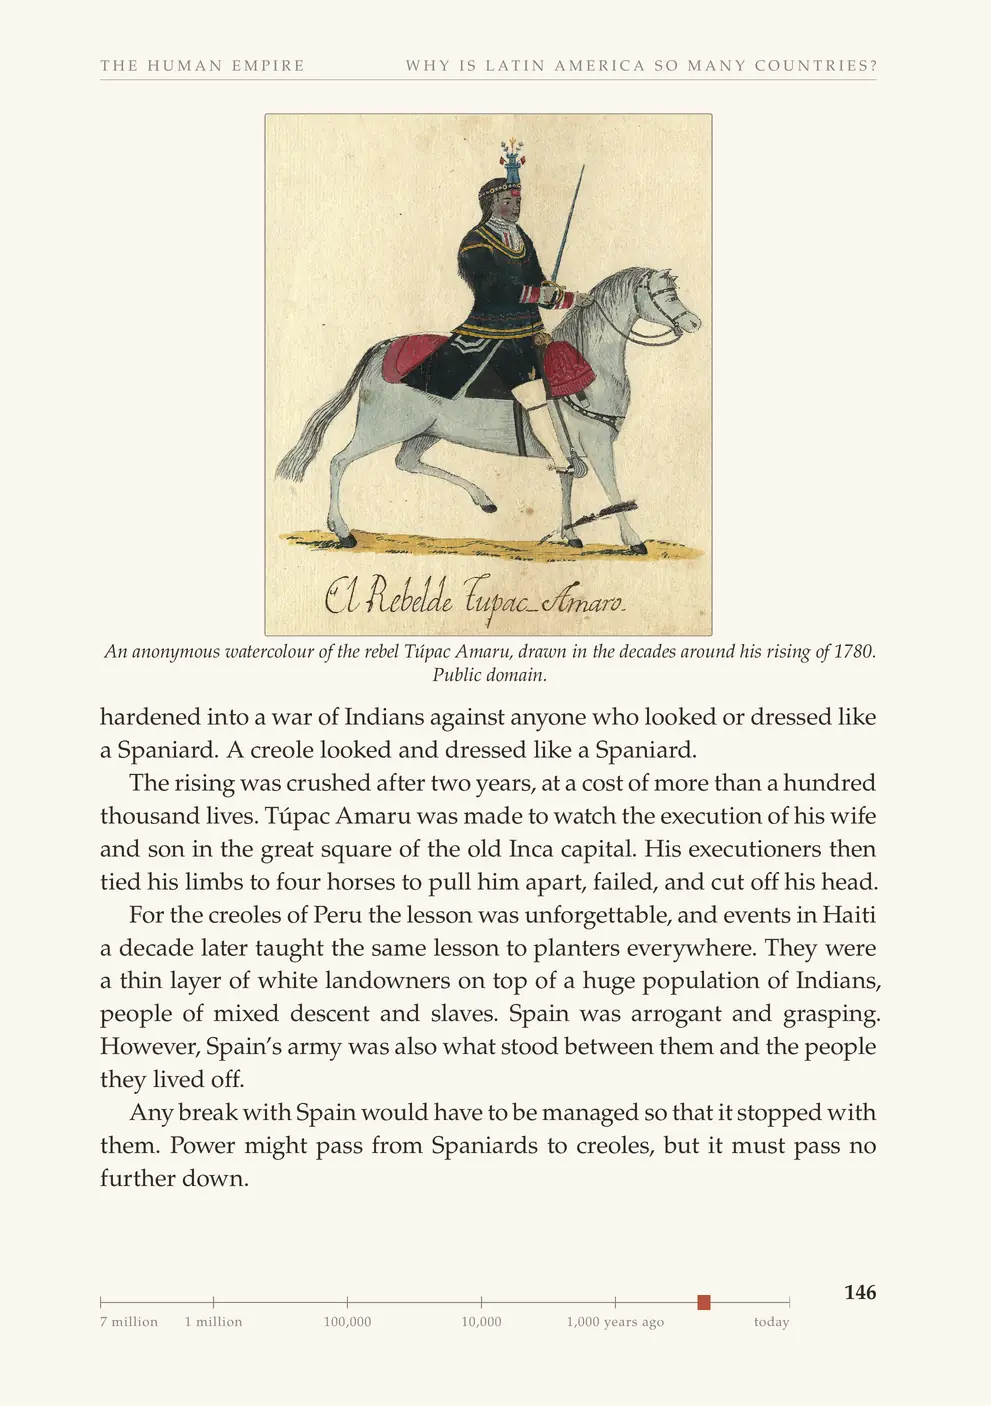 THE HUMAN EMPIRE
WHY IS LATIN AMERICA SO MANY COUNTRIES?
El Rebelde Tupac-Amaro.
An anonymous watercolour of the rebel Túpac Amaru, drawn in the decades around his rising of 1780.
Public domain.
hardened into a war of Indians against anyone who looked or dressed like
a Spaniard. A creole looked and dressed like a Spaniard.
The rising was crushed after two years, at a cost of more than a hundred
thousand lives. Túpac Amaru was made to watch the execution of his wife
and son in the great square of the old Inca capital. His executioners then
tied his limbs to four horses to pull him apart, failed, and cut off his head.
For the creoles of Peru the lesson was unforgettable, and events in Haiti
a decade later taught the same lesson to planters everywhere. They were
a thin layer of white landowners on top of a huge population of Indians,
people of mixed descent and slaves. Spain was arrogant and grasping.
However, Spain's army was also what stood between them and the people
they lived off.
Any break with Spain would have to be managed so that it stopped with
them. Power might pass from Spaniards to creoles, but it must pass no
further down.
146
7 million 1 million 100,000 10,000 1,000 years ago today